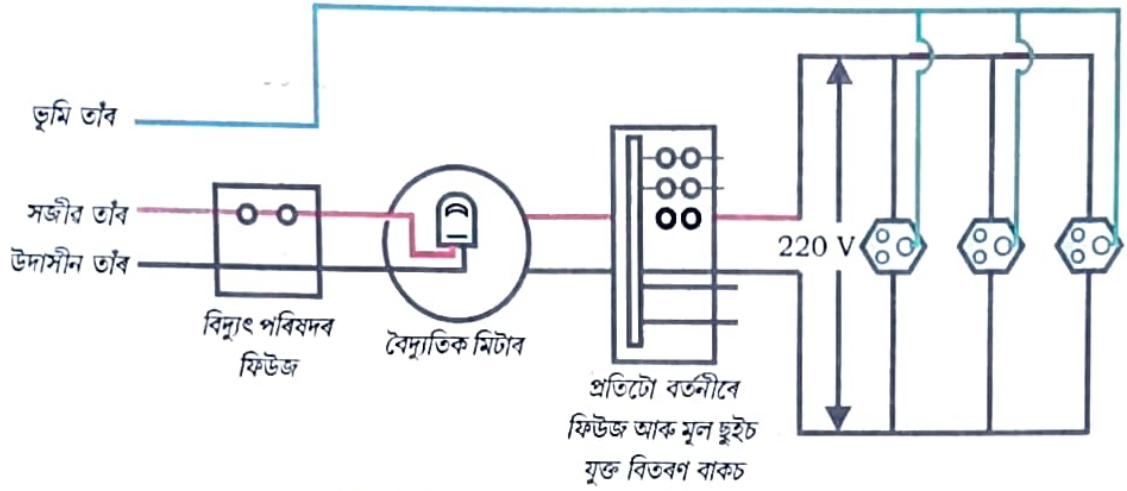 ভূমি তাঁৰ
সজীৱ তাঁৰ
উদাসীন তাঁৰ
বিদ্যুৎ পৰিষদৰ
ফিউজ
বৈদ্যুতিক মিটাৰ
প্ৰতিটো বৰ্তনীৰে
ফিউজ আৰু মূল ছুইচ
যুক্ত বিতৰণ বাকচ
220 V